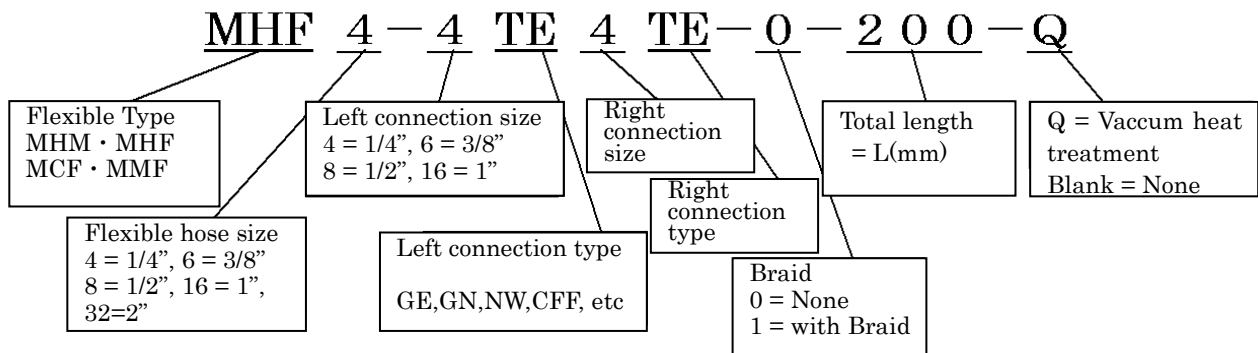 MHF 4－4 TE 4 TE－0－2 0 0－Q
Flexible Type
MHM・MHF
MCF・MMF
Flexible hose size
4 = 1/4”, 6 = 3/8”
8 = 1/2”, 16 = 1”,
32=2”
Left connection size
4 = 1/4”, 6 = 3/8”
8 = 1/2”, 16 = 1”
Left connection type
GE,GN,NW,CFF, etc
Right
connection
size
Right
connection
type
Braid
0 = None
1 = with Braid
Total length
= L(mm)
Q = Vaccum heat
treatment
Blank = None